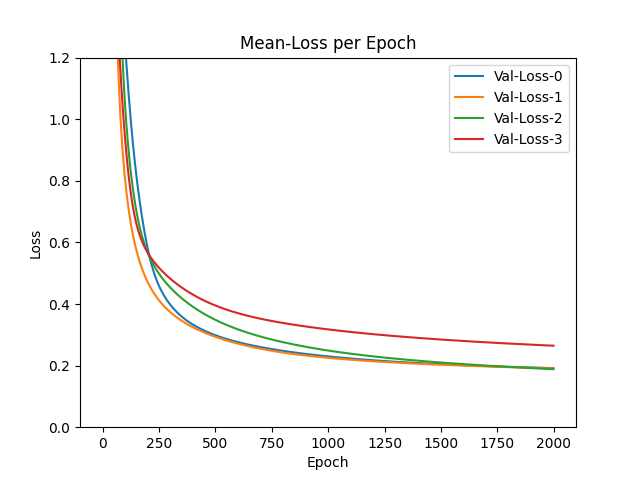 Mean-Loss per Epoch
1.2
1.0
0.8
0.6
0.4
0.2
0.0
Loss
Val-Loss-0
Val-Loss-1
Val-Loss-2
Val-Loss-3
0 250 500 750 1000 1250 1500 1750 2000
Epoch